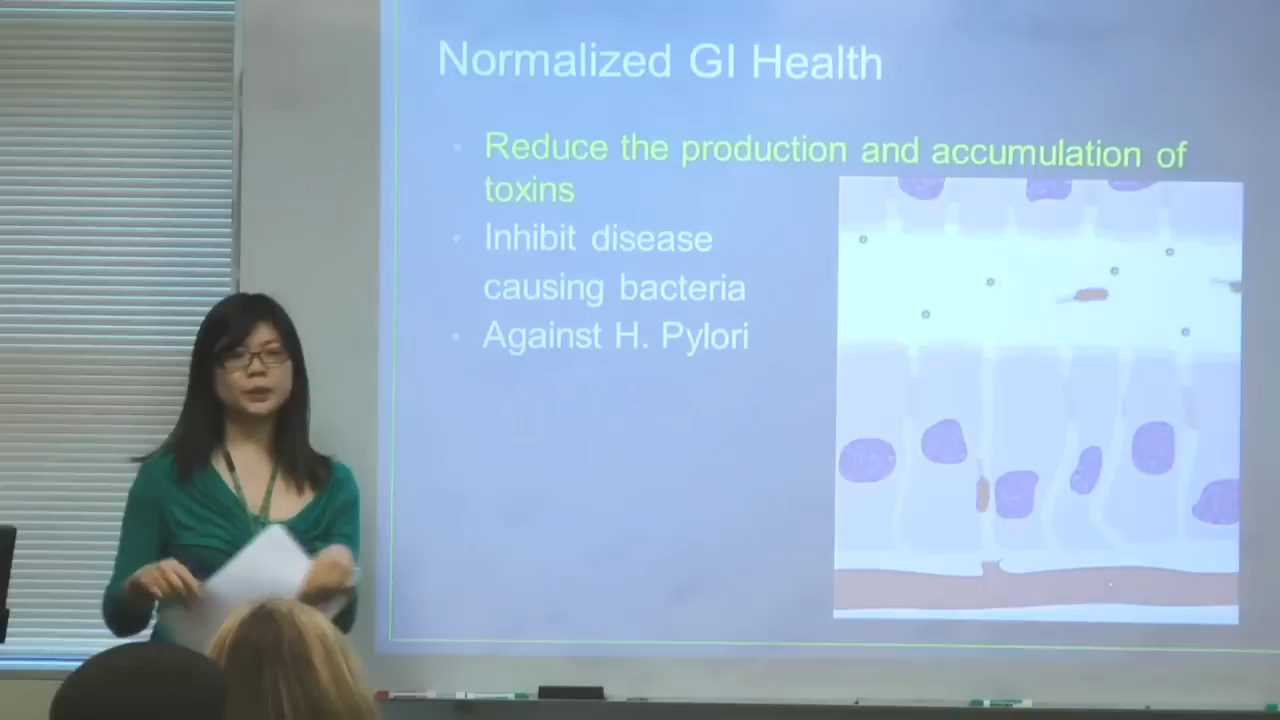 Normalized GI Health
Reduce the production and accumulation of
toxins
Inhibit disease
causing bacteria
Against H. Pylori